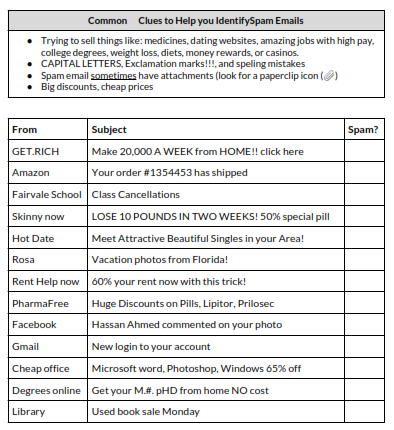 Common Clues to Help you IdentifySpam Emails
• Trying to sell things like: medicines, dating websites, amazing jobs with high pay,
college degrees, weight loss, diets, money rewards, or casinos.
• CAPITAL LETTERS, Exclamation marks!!!, and speling mistakes
• Spam email sometimes have attachments (look for a paperclip icon (📎)
• Big discounts, cheap prices
From Subject Spam?
GET.RICH Make 20,000 A WEEK from HOME!! click here
Amazon Your order #1354453 has shipped
Fairvale School Class Cancellations
Skinny now LOSE 10 POUNDS IN TWO WEEKS! 50% special pill
Hot Date Meet Attractive Beautiful Singles in your Area!
Rosa Vacation photos from Florida!
Rent Help now 60% your rent now with this trick!
PharmaFree Huge Discounts on Pills, Lipitor, Prilosec
Facebook Hassan Ahmed commented on your photo
Gmail New login to your account
Cheap office Microsoft word, Photoshop, Windows 65% off
Degrees online Get your M.#. pHD from home NO cost
Library Used book sale Monday